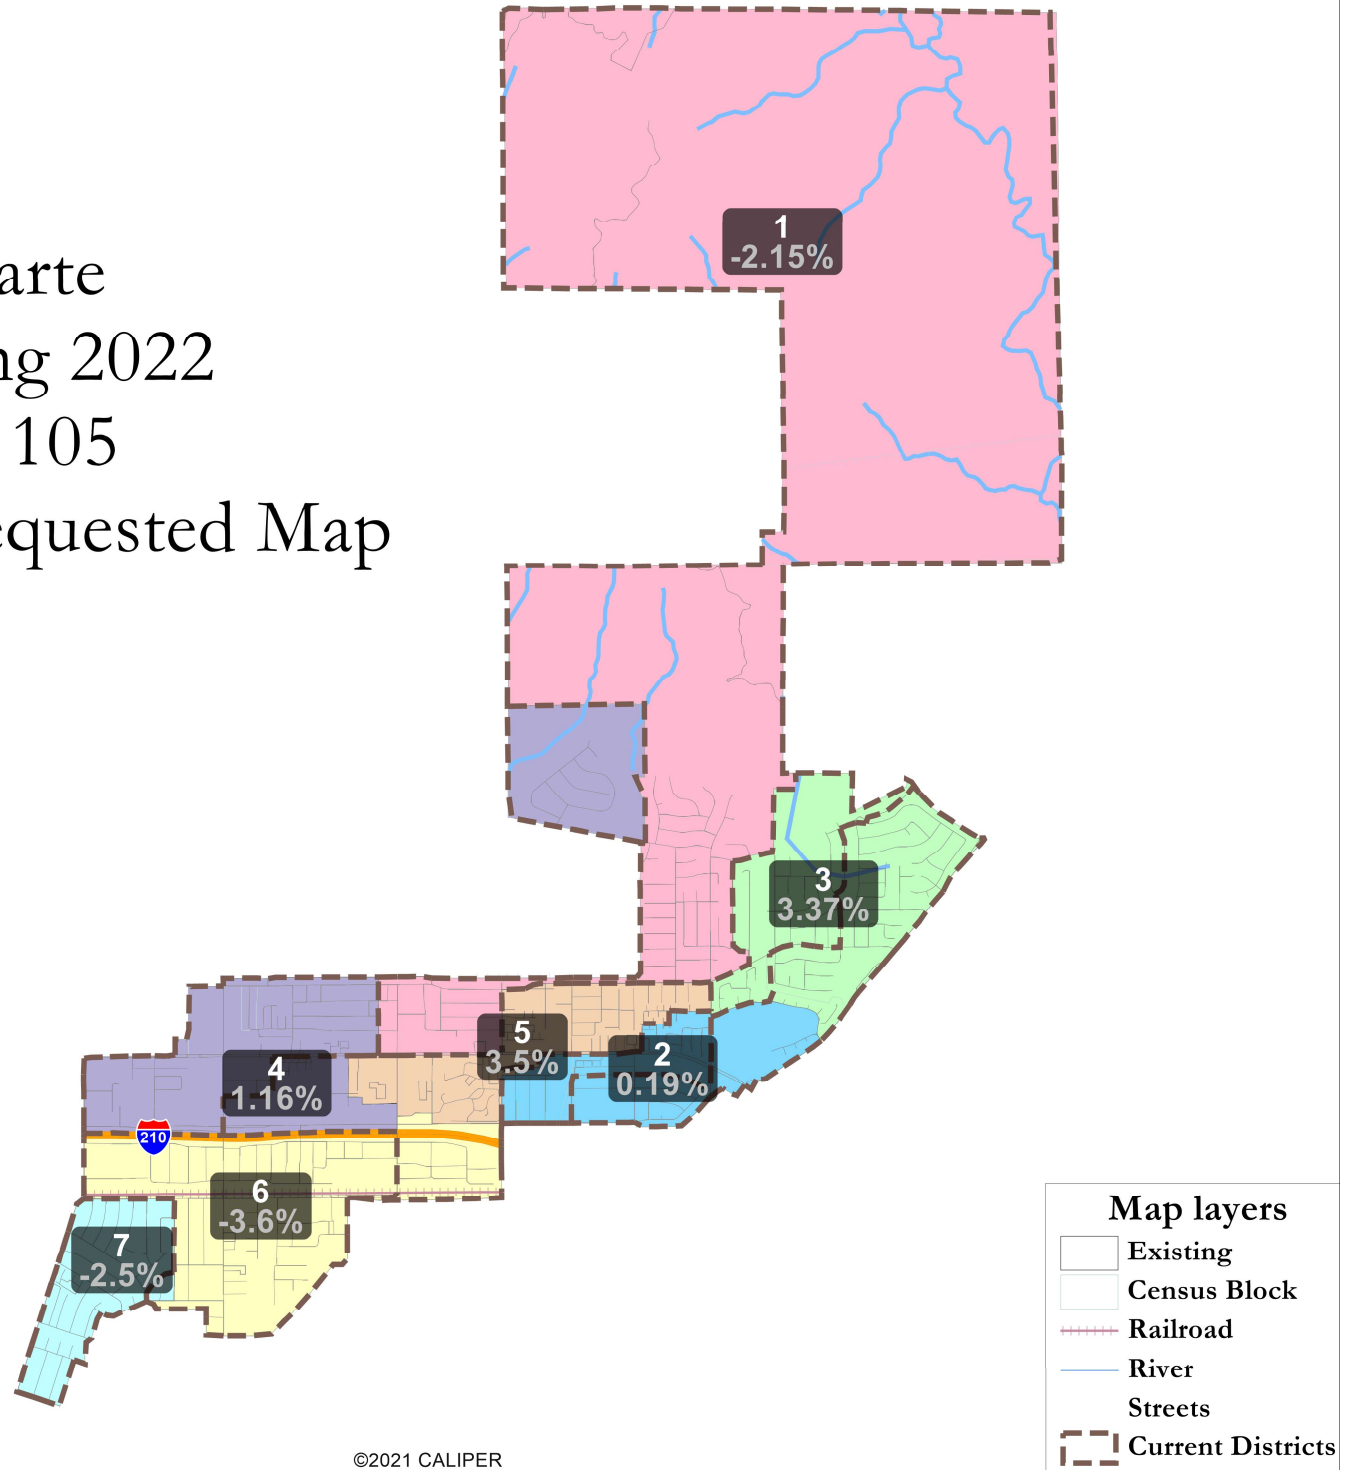 arte
ng 2022
105
equested Map
1
-2.15%
3
3.37%
5
3.5%
2
0.19%
4
1.16%
210
6
-3.6%
7
-2.5%
Map layers
Existing
Census Block
Railroad
River
Streets
Current Districts
©2021 CALIPER